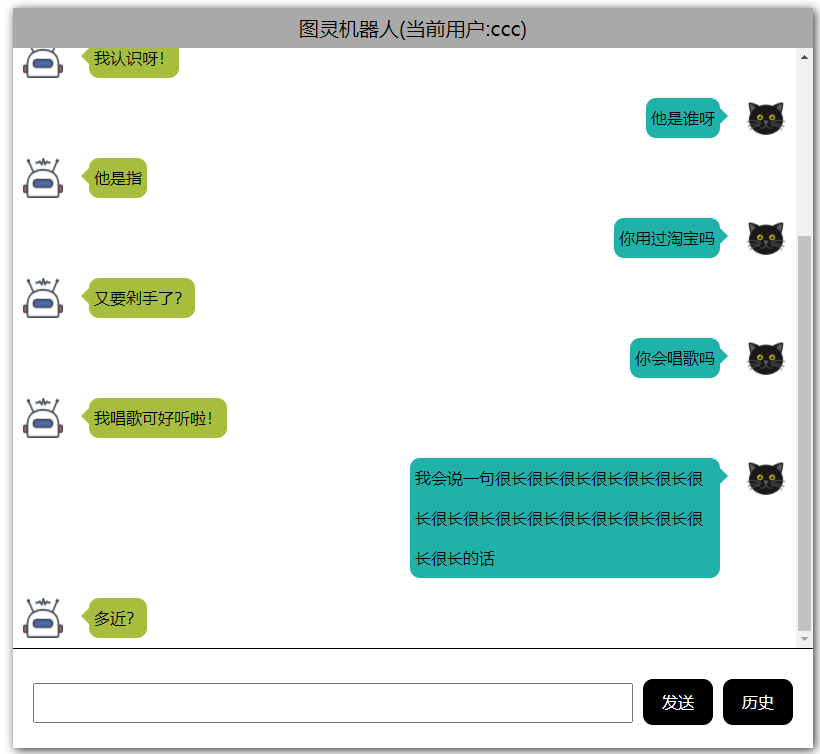 图灵机器人(当前用户:ccc)
我认识呀!
他是谁呀
他是指
你用过淘宝吗
又要剁手了?
你会唱歌吗
我唱歌可好听啦!
我会说一句很长很长很长很长很长很长很
长很长很长很长很长很长很长很长很长很
长很长的话
多近?
发送
历史